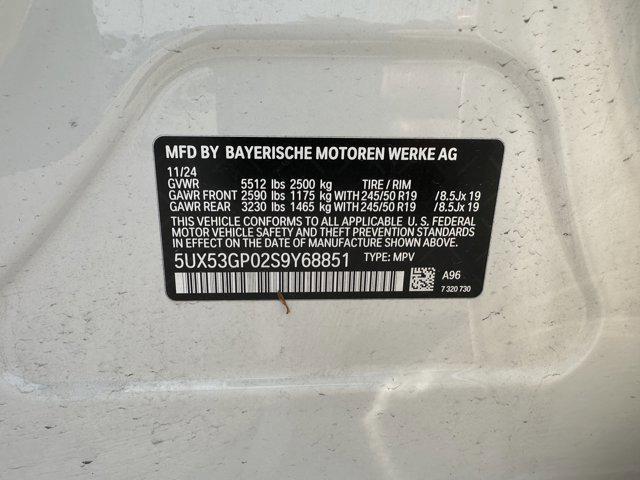 MFD BY BAYERISCHE MOTOREN WERKE AG
11/24
GVWR 5512 lbs 2500 kg TIRE / RIM
GAWR FRONT 2590 lbs 1175 kg WITH 245/50 R19 / 8.5Jx 19
GAWR REAR 3230 lbs 1465 kg WITH 245/50 R19 / 8.5Jx 19
THIS VEHICLE CONFORMS TO ALL APPLICABLE U. S. FEDERAL
MOTOR VEHICLE SAFETY AND THEFT PREVENTION STANDARDS
IN EFFECT ON THE DATE OF MANUFACTURE SHOWN ABOVE.
5UX53GP02S9Y68851 TYPE: MPV
A96
7 320 730